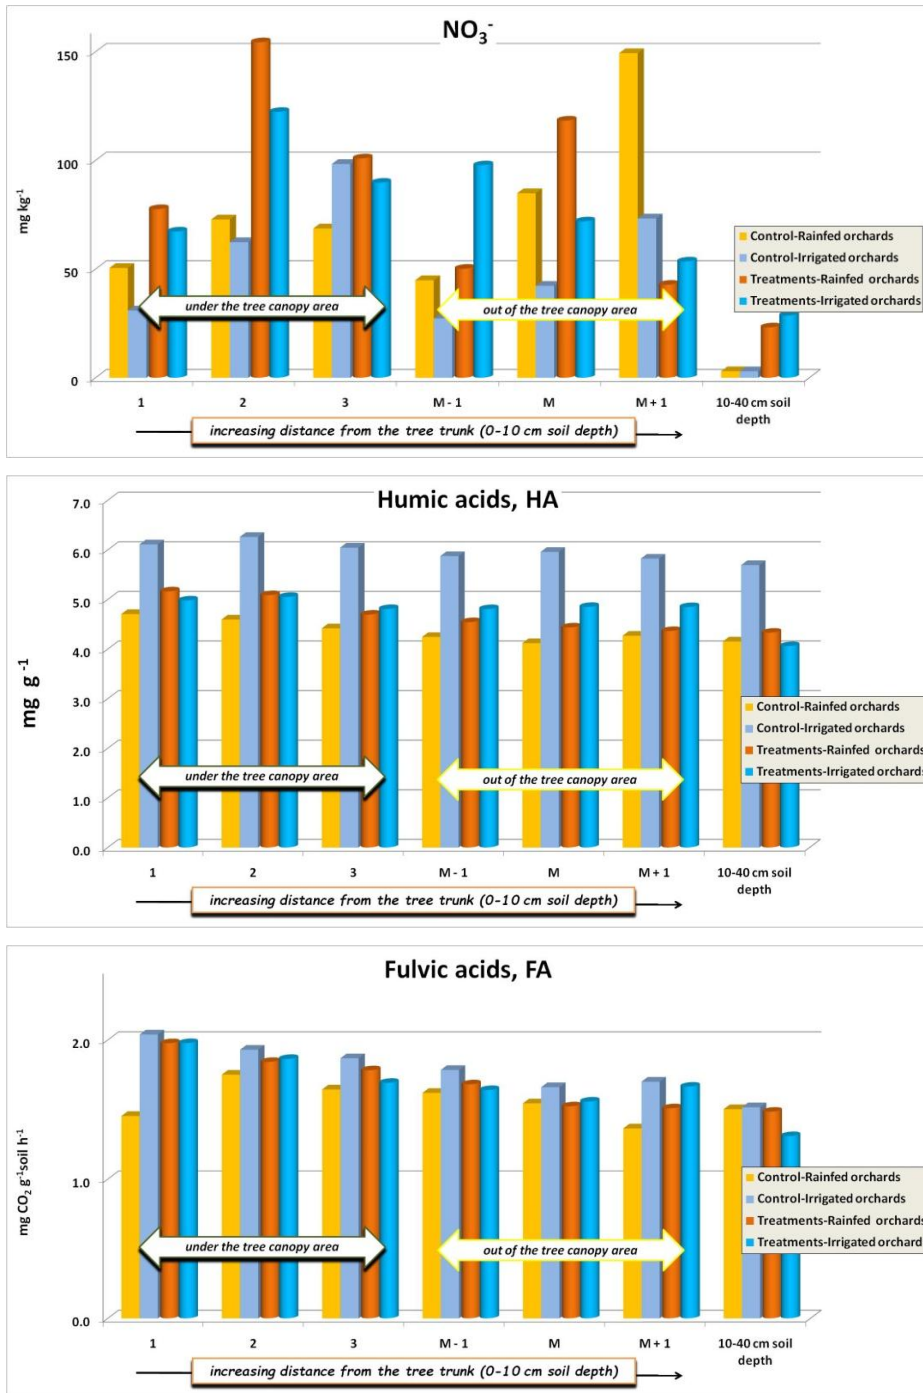 NO₃⁻
mg kg⁻¹
150
100
50
0
Control-Rainfed orchards
Control-Irrigated orchards
Treatments-Rainfed orchards
Treatments-Irrigated orchards
under the tree canopy area
out of the tree canopy area
1 2 3 M - 1 M M + 1 10-40 cm soil
depth
increasing distance from the tree trunk (0-10 cm soil depth)
Humic acids, HA
mg g⁻¹
7.0
6.0
5.0
4.0
3.0
2.0
1.0
0.0
Control-Rainfed orchards
Control-Irrigated orchards
Treatments-Rainfed orchards
Treatments-Irrigated orchards
under the tree canopy area
out of the tree canopy area
1 2 3 M - 1 M M + 1 10-40 cm soil
depth
increasing distance from the tree trunk (0-10 cm soil depth)
Fulvic acids, FA
mg CO₂ g⁻¹soil h⁻¹
2.0
1.0
0.0
Control-Rainfed orchards
Control-Irrigated orchards
Treatments-Rainfed orchards
Treatments-Irrigated orchard
under the tree canopy area
out of the tree canopy area
1 2 3 M - 1 M M + 1 10-40 cm soil
depth
increasing distance from the tree trunk (0-10 cm soil depth)